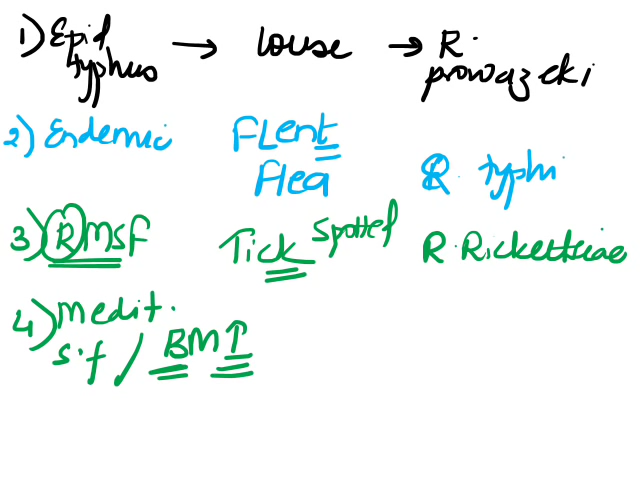 1) Epid typhus → louse → R. prowazeki
2) Endemic FLent Flea R. typhi
3) RMSF Tick spotted R. Rickettsiae
4) Medit. s.f / BMT